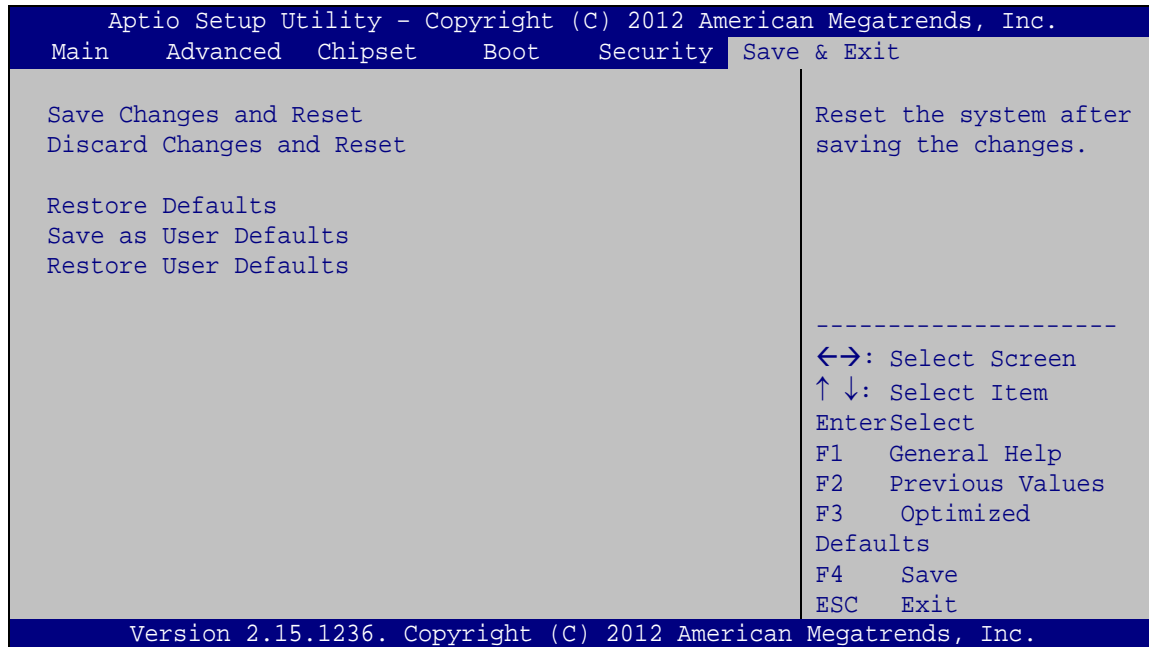 Aptio Setup Utility – Copyright (C) 2012 American Megatrends, Inc.
Main Advanced Chipset Boot Security Save & Exit
Save Changes and Reset
Discard Changes and Reset
Restore Defaults
Save as User Defaults
Restore User Defaults
Reset the system after
saving the changes.
---------------------
←→: Select Screen
↑ ↓: Select Item
EnterSelect
F1 General Help
F2 Previous Values
F3 Optimized
Defaults
F4 Save
ESC Exit
Version 2.15.1236. Copyright (C) 2012 American Megatrends, Inc.